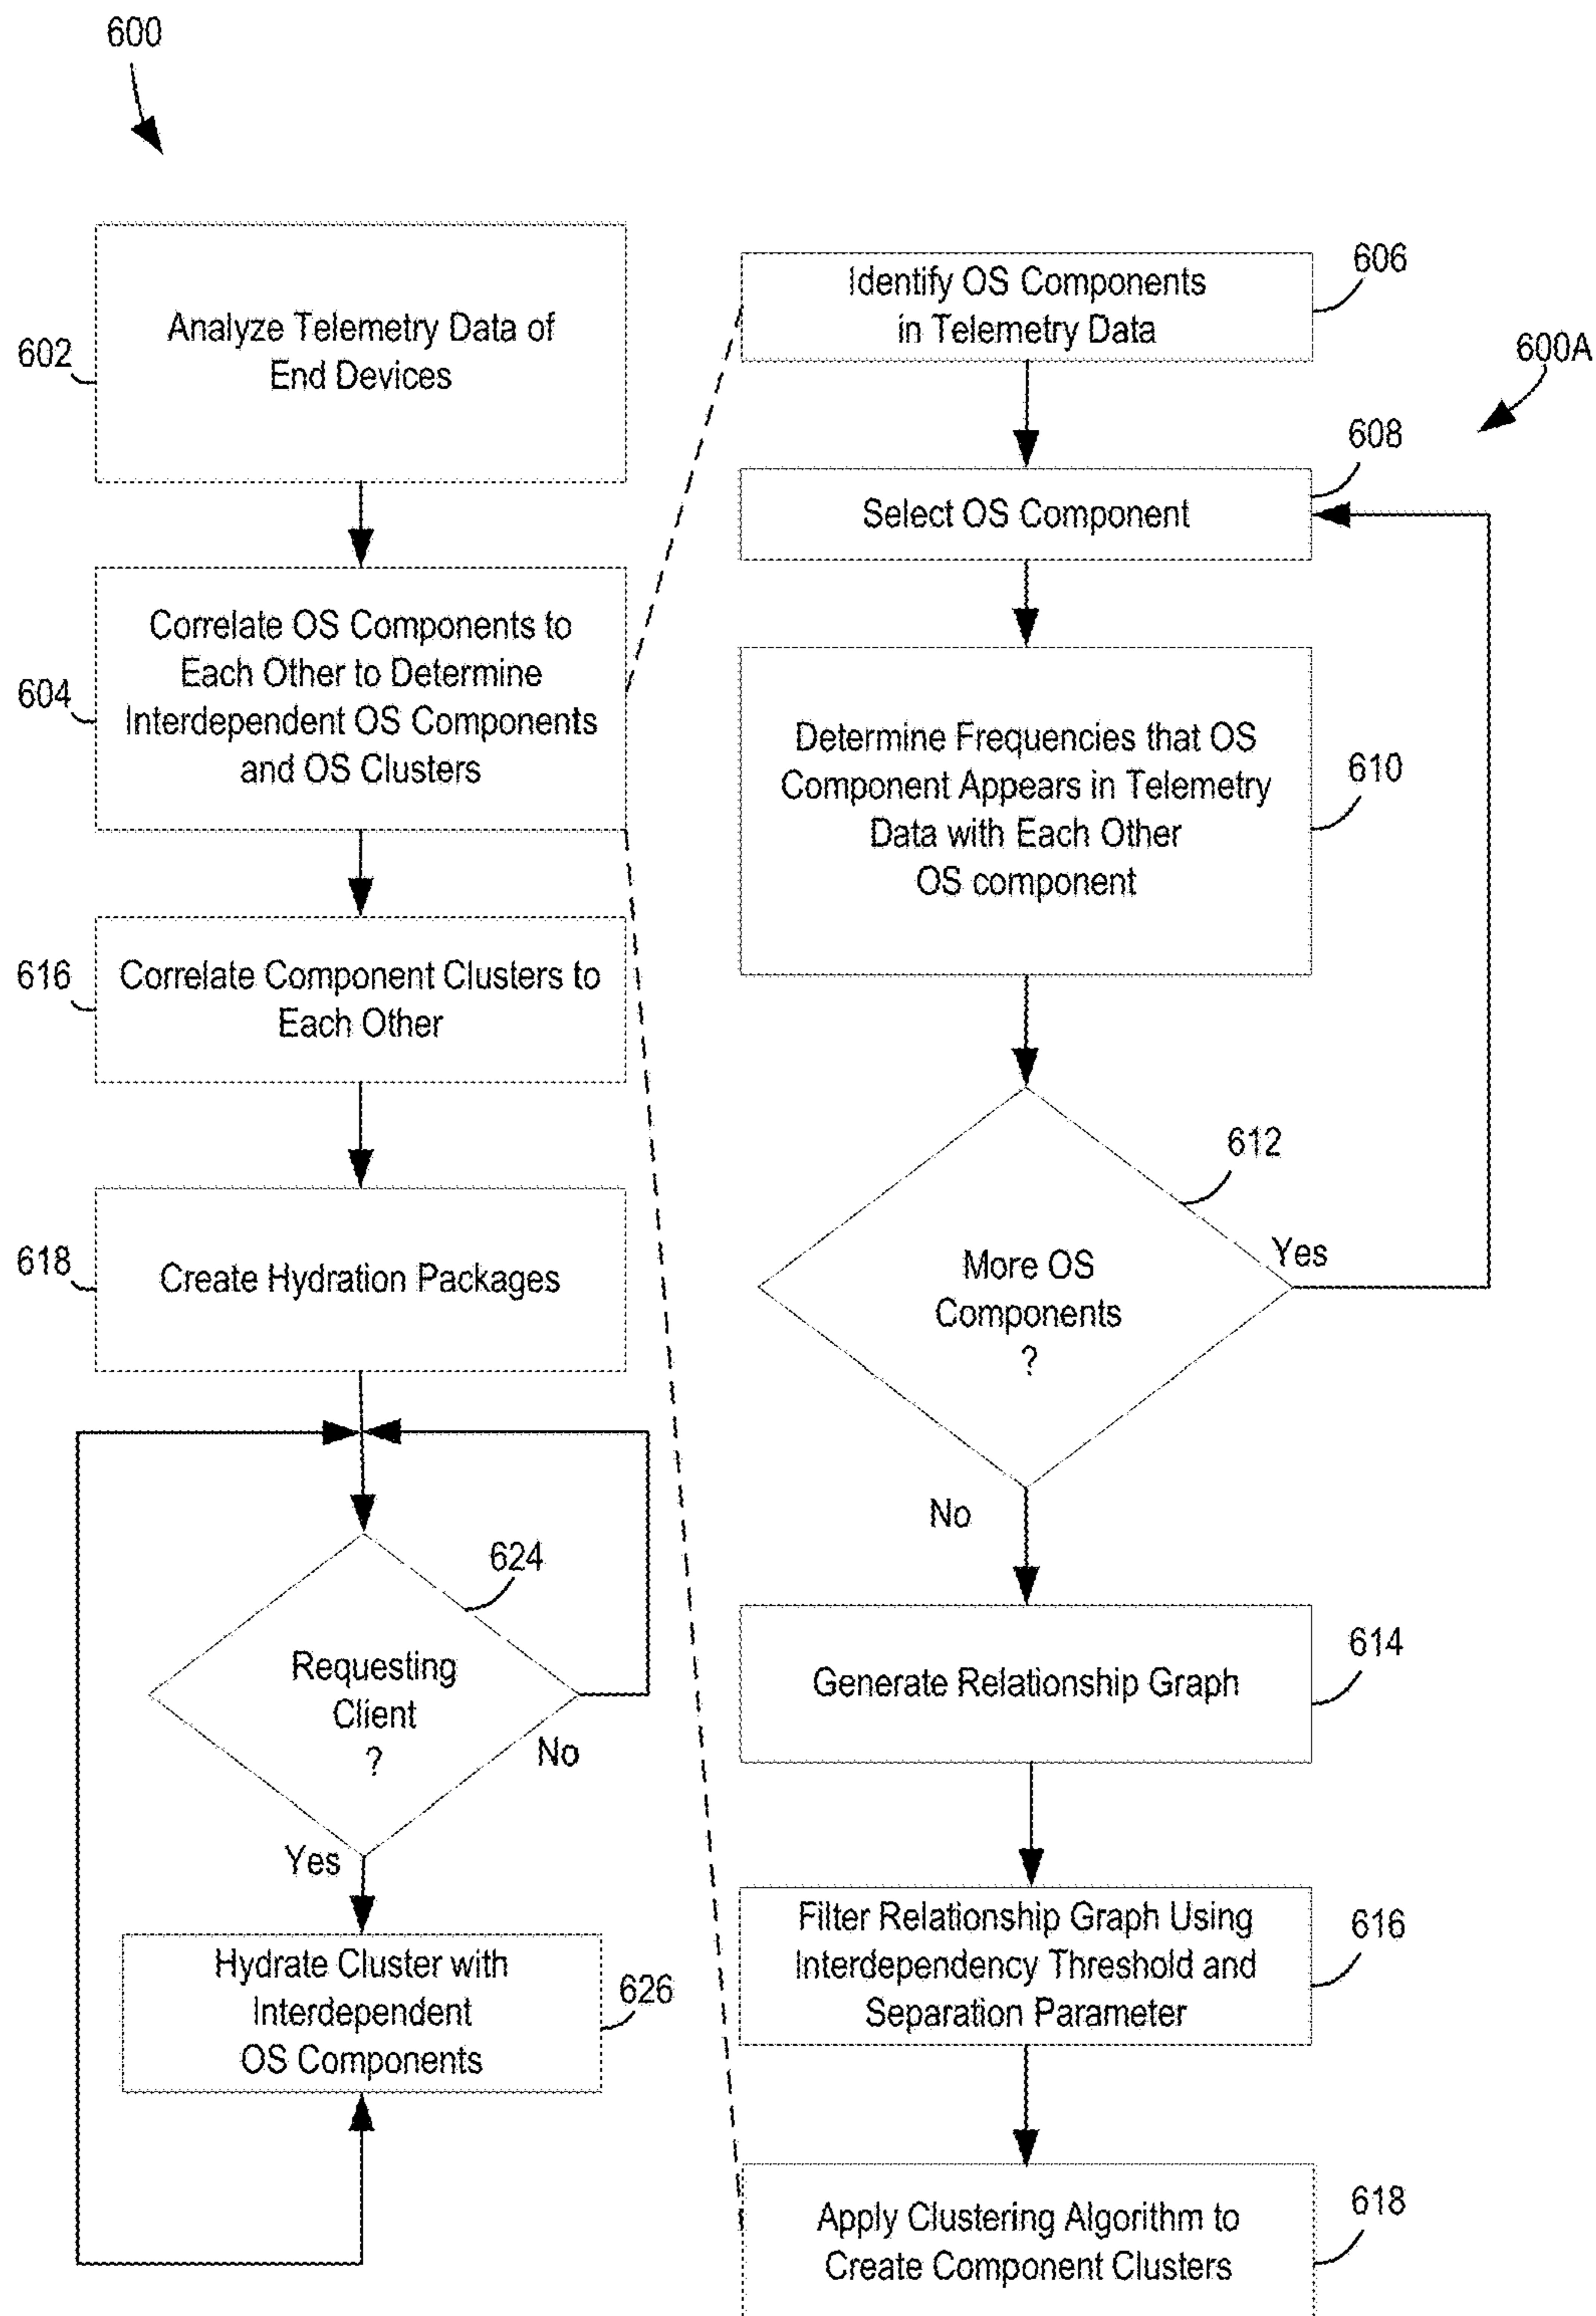 600
602
Analyze Telemetry Data of
End Devices
604
Correlate OS Components to
Each Other to Determine
Interdependent OS Components
and OS Clusters
616
Correlate Component Clusters to
Each Other
618
Create Hydration Packages
624
Requesting
Client
?
No
Yes
Hydrate Cluster with
Interdependent
OS Components
626
600A
Identify OS Components
in Telemetry Data
606
Select OS Component
608
Determine Frequencies that OS
Component Appears in Telemetry
Data with Each Other
OS component
610
612
More OS
Components
?
Yes
No
Generate Relationship Graph
614
Filter Relationship Graph Using
Interdependency Threshold and
Separation Parameter
616
Apply Clustering Algorithm to
Create Component Clusters
618